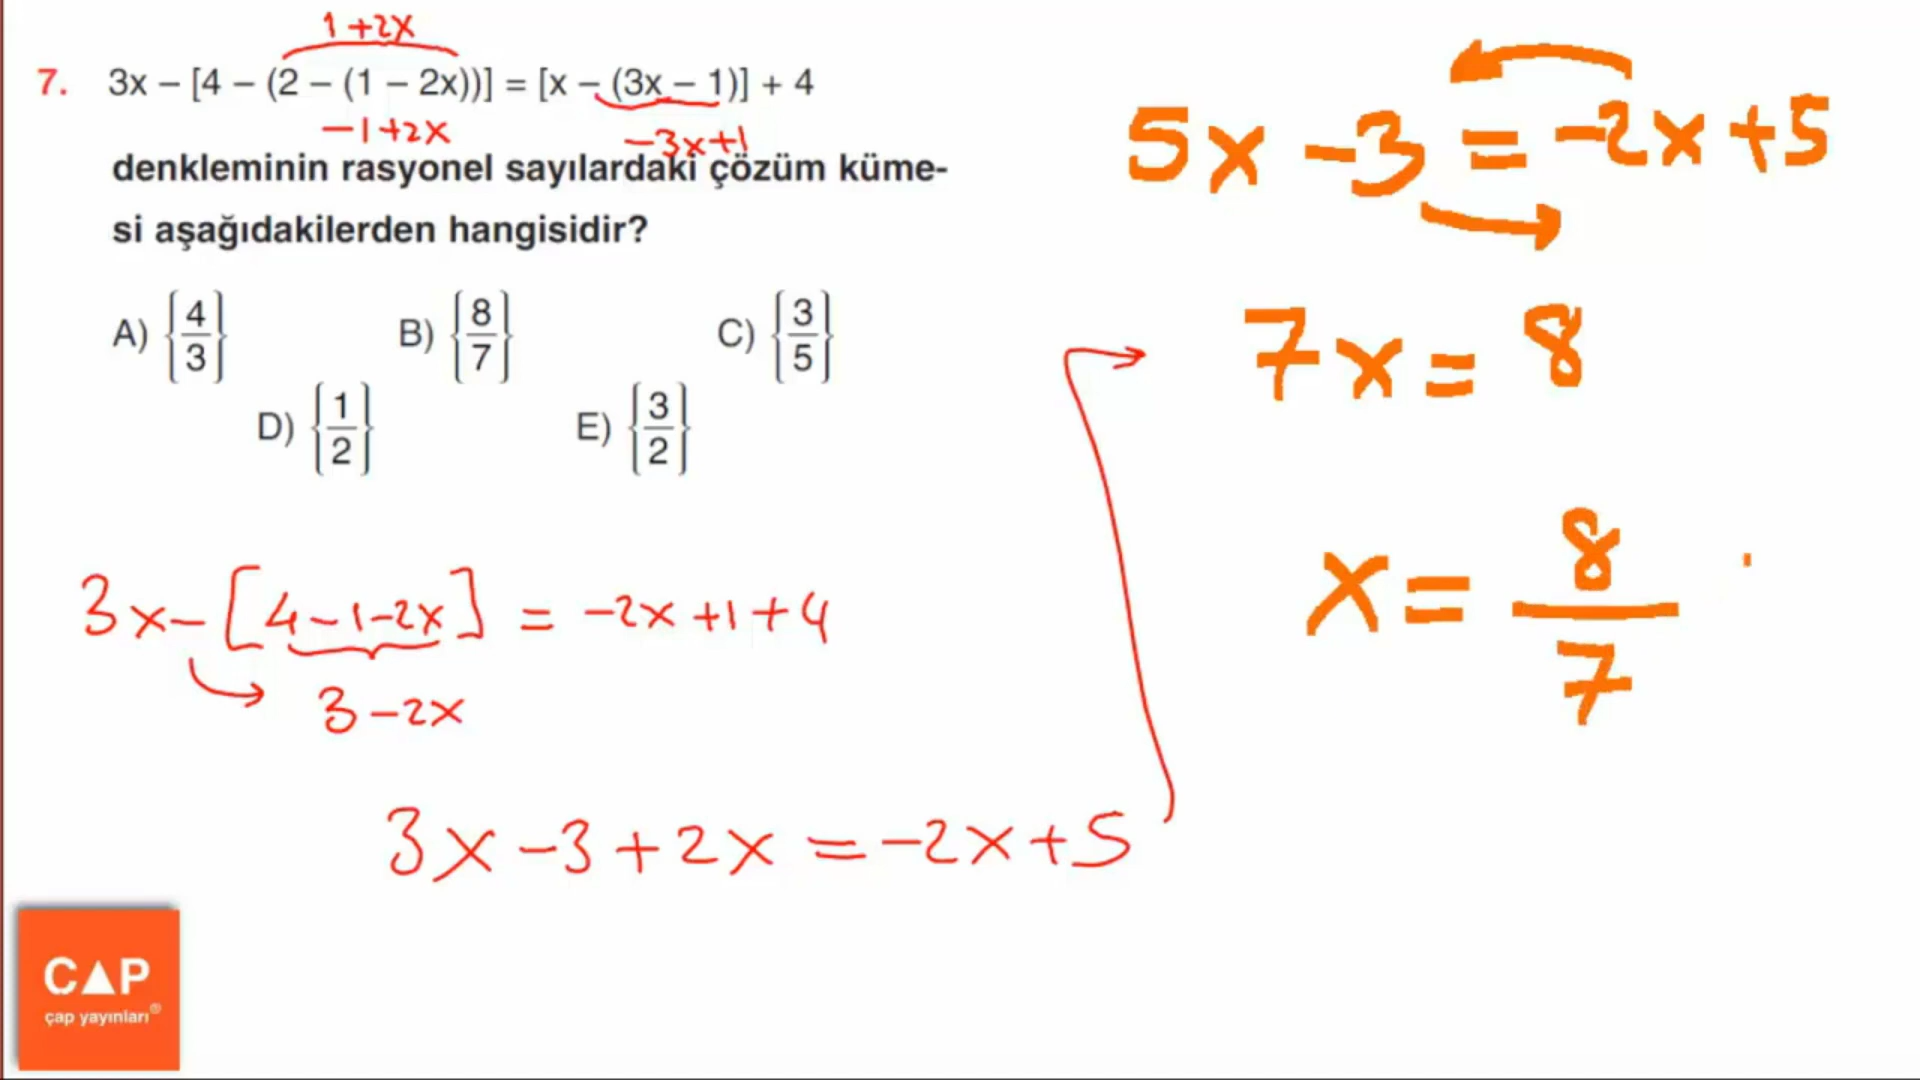 1+2x
7. 3x – [4 – (2 – (1 – 2x))] = [x – (3x – 1)] + 4
-1+2x -3x+1
denkleminin rasyonel sayılardaki çözüm küme-
si aşağıdakilerden hangisidir?
A) {4/3} B) {8/7} C) {3/5}
D) {1/2} E) {3/2}
3x-[4-1-2x] = -2x+1+4
3-2x
3x-3+2x=-2x+5
5x-3=-2x+5
7x=8
x=8/7
ÇAP
çap yayınları®